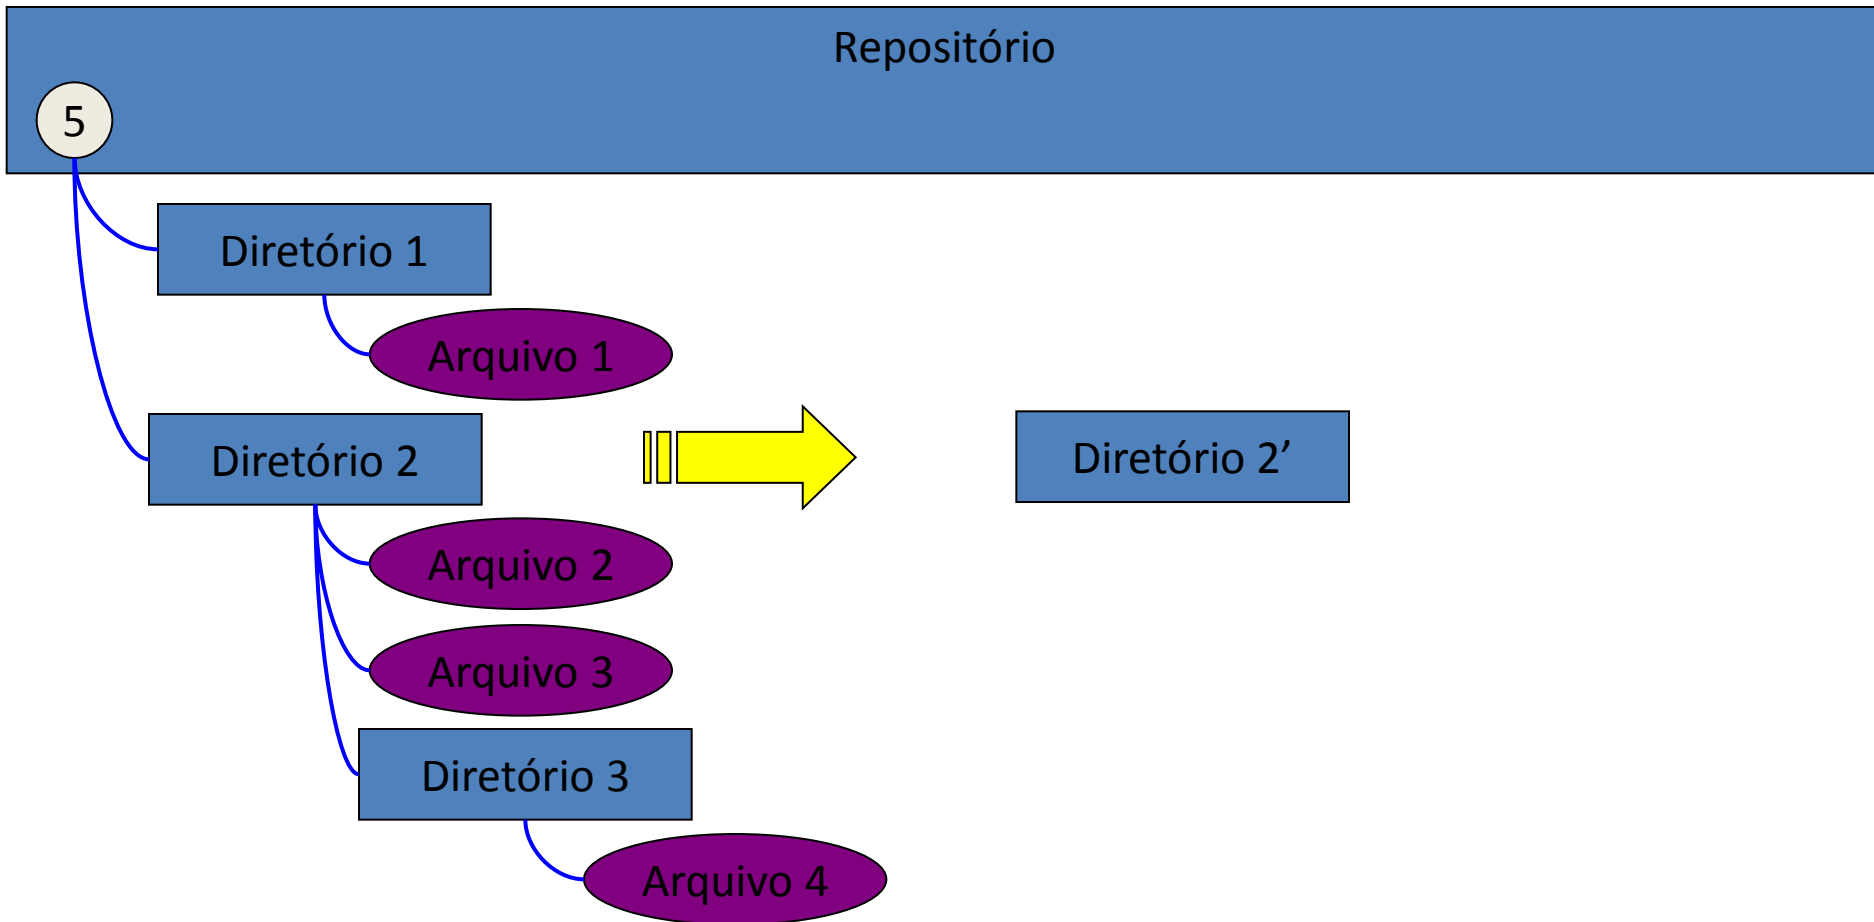 Repositório
5
Diretório 1
Arquivo 1
Diretório 2
Diretório 2’
Arquivo 2
Arquivo 3
Diretório 3
Arquivo 4